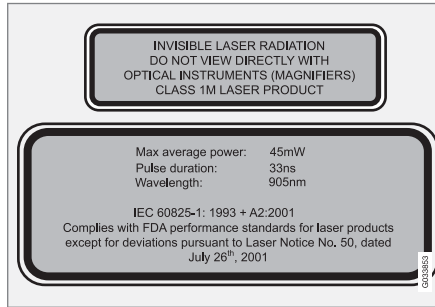 INVISIBLE LASER RADIATION
DO NOT VIEW DIRECTLY WITH
OPTICAL INSTRUMENTS (MAGNIFIERS)
CLASS 1M LASER PRODUCT
Max average power: 45mW
Pulse duration: 33ns
Wavelength: 905nm
IEC 60825-1: 1993 + A2:2001
Complies with FDA performance standards for laser products
except for deviations pursuant to Laser Notice No. 50, dated
July 26th, 2001
G033853